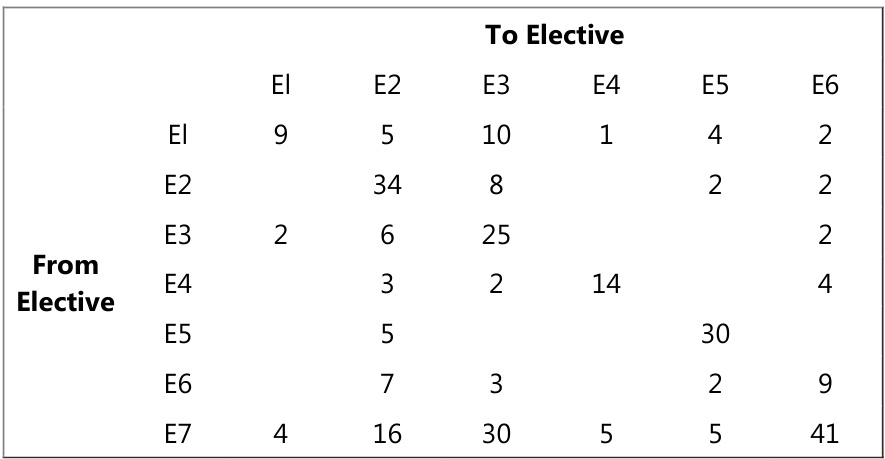 To Elective
El E2 E3 E4 E5 E6
El 9 5 10 1 4 2
E2 34 8 2 2
E3 2 6 25 2
From
Elective
E4 3 2 14 4
E5 5 30
E6 7 3 2 9
E7 4 16 30 5 5 41